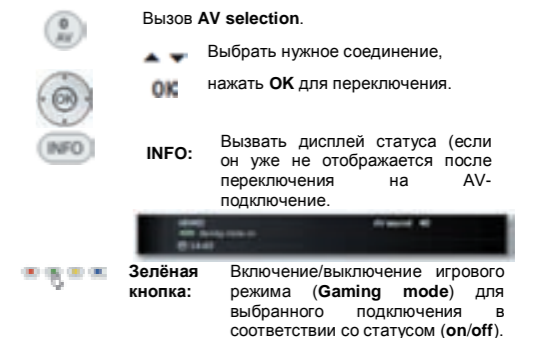 0
AV
Вызов AV selection.
Выбрать нужное соединение,
OK
OK
нажать OK для переключения.
INFO
INFO:
Вызвать дисплей статуса (если
он уже не отображается после
переключения на AV-
подключение.
Зелёная
кнопка:
Включение/выключение игрового
режима (Gaming mode) для
выбранного подключения в
соответствии со статусом (on/off).